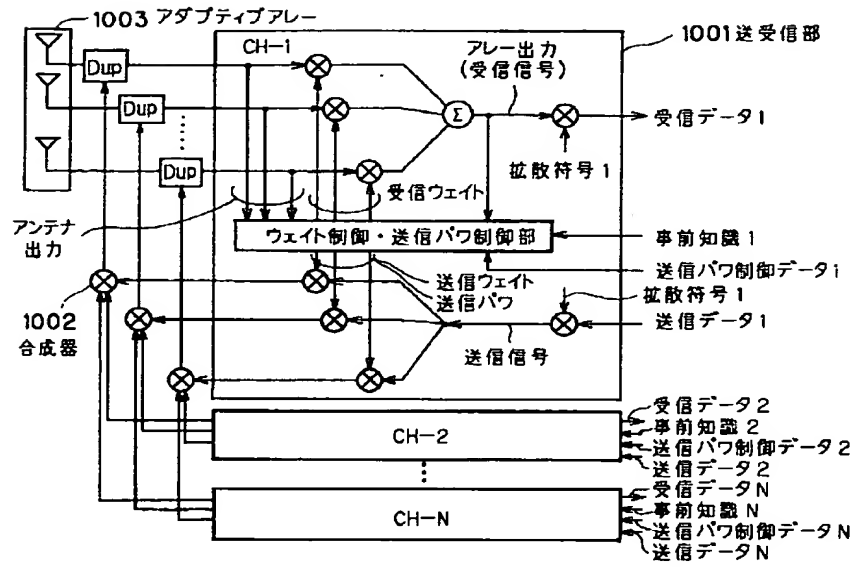 1003 アダプティブアレー
CH-1
アレー出力
(受信信号)
1001 送受信部
Dup
Dup
Dup
Σ
受信データ1
拡散符号1
受信ウェイト
アンテナ
出力
ウェイト制御・送信パワ制御部
事前知識1
送信パワ制御データ1
送信ウェイト
送信パワ
拡散符号1
送信データ1
送信信号
1002
合成器
CH-2
受信データ2
事前知識2
送信パワ制御データ2
送信データ2
CH-N
受信データN
事前知識N
送信パワ制御データN
送信データN